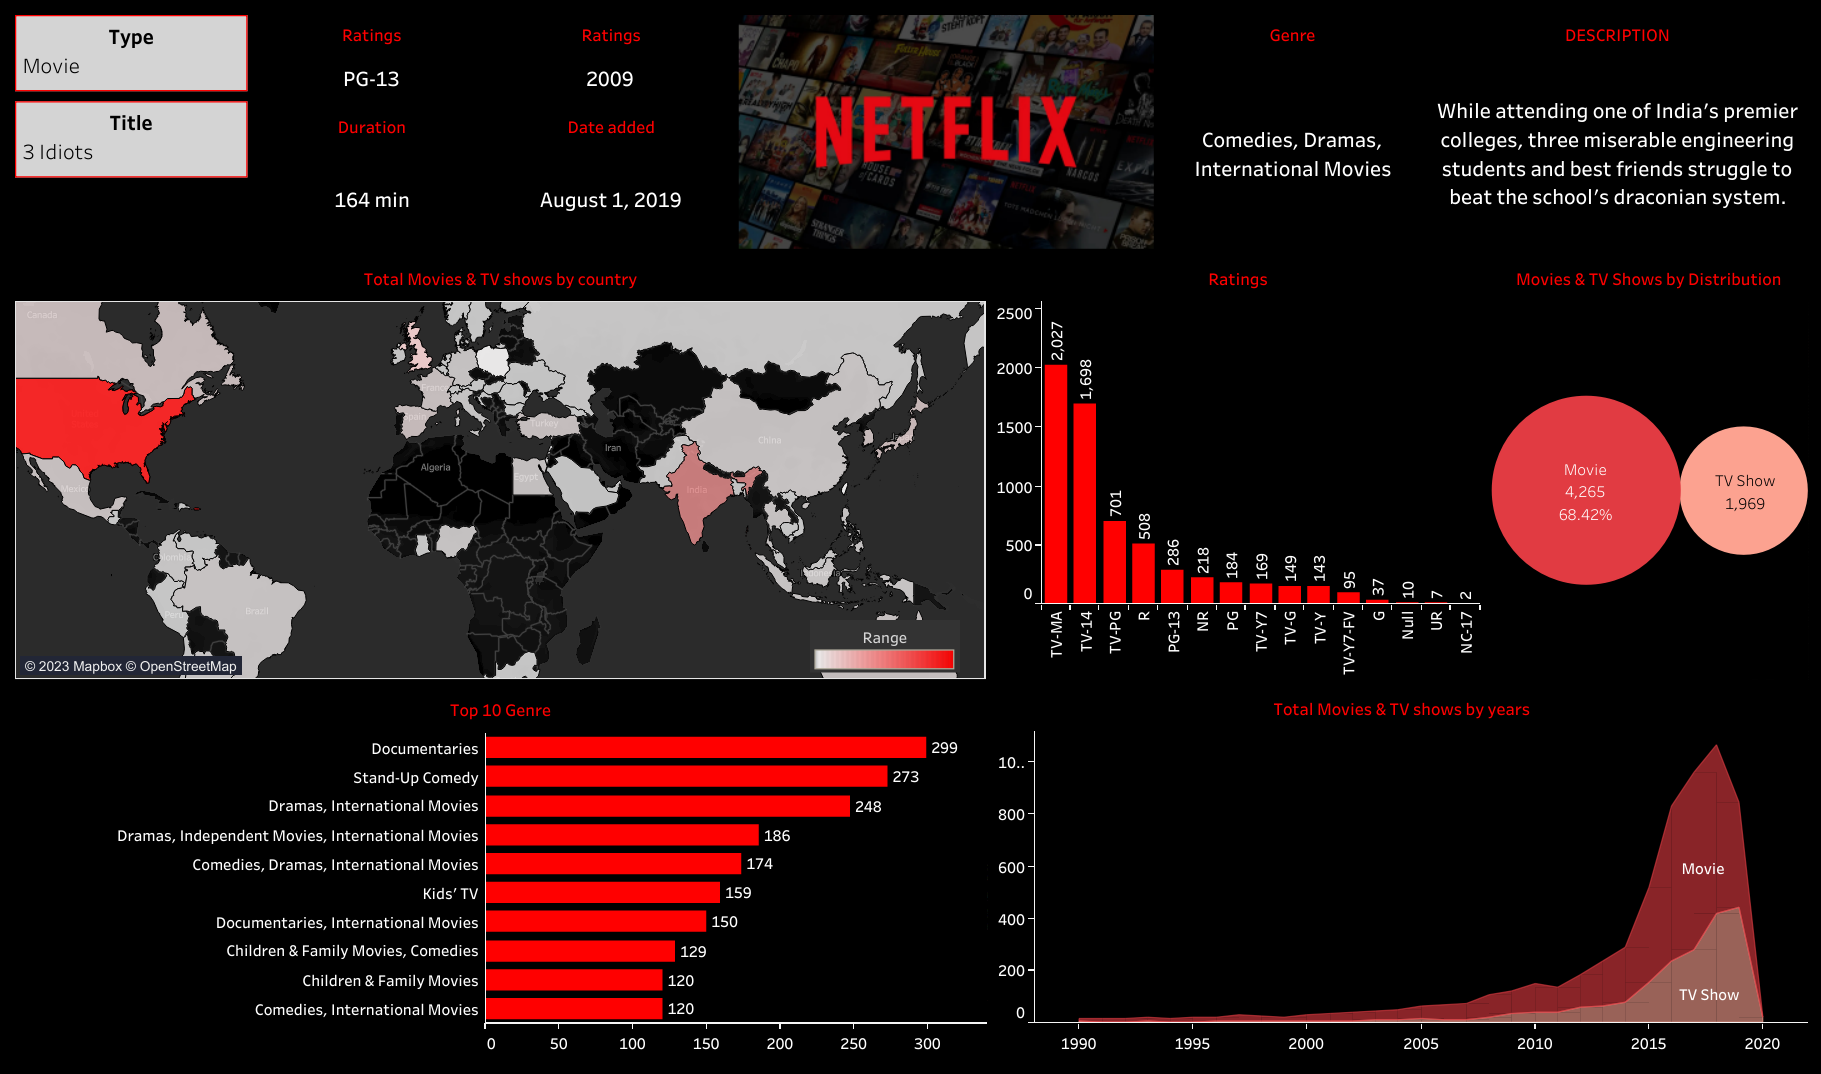 Type
Movie
Title
3 Idiots
Ratings
PG-13
Duration
164 min
Ratings
2009
Date added
August 1, 2019
NETFLIX
HOUSE
of CARDS
NARCOS
STRANGER
THINGS
Genre
Comedies, Dramas,
International Movies
DESCRIPTION
While attending one of India’s premier
colleges, three miserable engineering
students and best friends struggle to
beat the school’s draconian system.
Total Movies & TV shows by country
Canada
France
Spain
Turkey
China
Iran
Algeria
Egypt
India
Mexico
Brazil
Peru
Range
© 2023 Mapbox © OpenStreetMap
Ratings
2500
2000
1500
1000
500
0
2,027
1,698
701
508
286
218
184
169
149
143
95
37
10
7
2
TV-MA
TV-14
TV-PG
R
PG-13
NR
PG
TV-Y7
TV-G
TV-Y
TV-Y7-FV
G
Null
UR
NC-17
Movies & TV Shows by Distribution
Movie
4,265
68.42%
TV Show
1,969
Top 10 Genre
Documentaries 299
Stand-Up Comedy 273
Dramas, International Movies 248
Dramas, Independent Movies, International Movies 186
Comedies, Dramas, International Movies 174
Kids’ TV 159
Documentaries, International Movies 150
Children & Family Movies, Comedies 129
Children & Family Movies 120
Comedies, International Movies 120
0 50 100 150 200 250 300
Total Movies & TV shows by years
10..
800
600
400
200
0
Movie
TV Show
1990 1995 2000 2005 2010 2015 2020